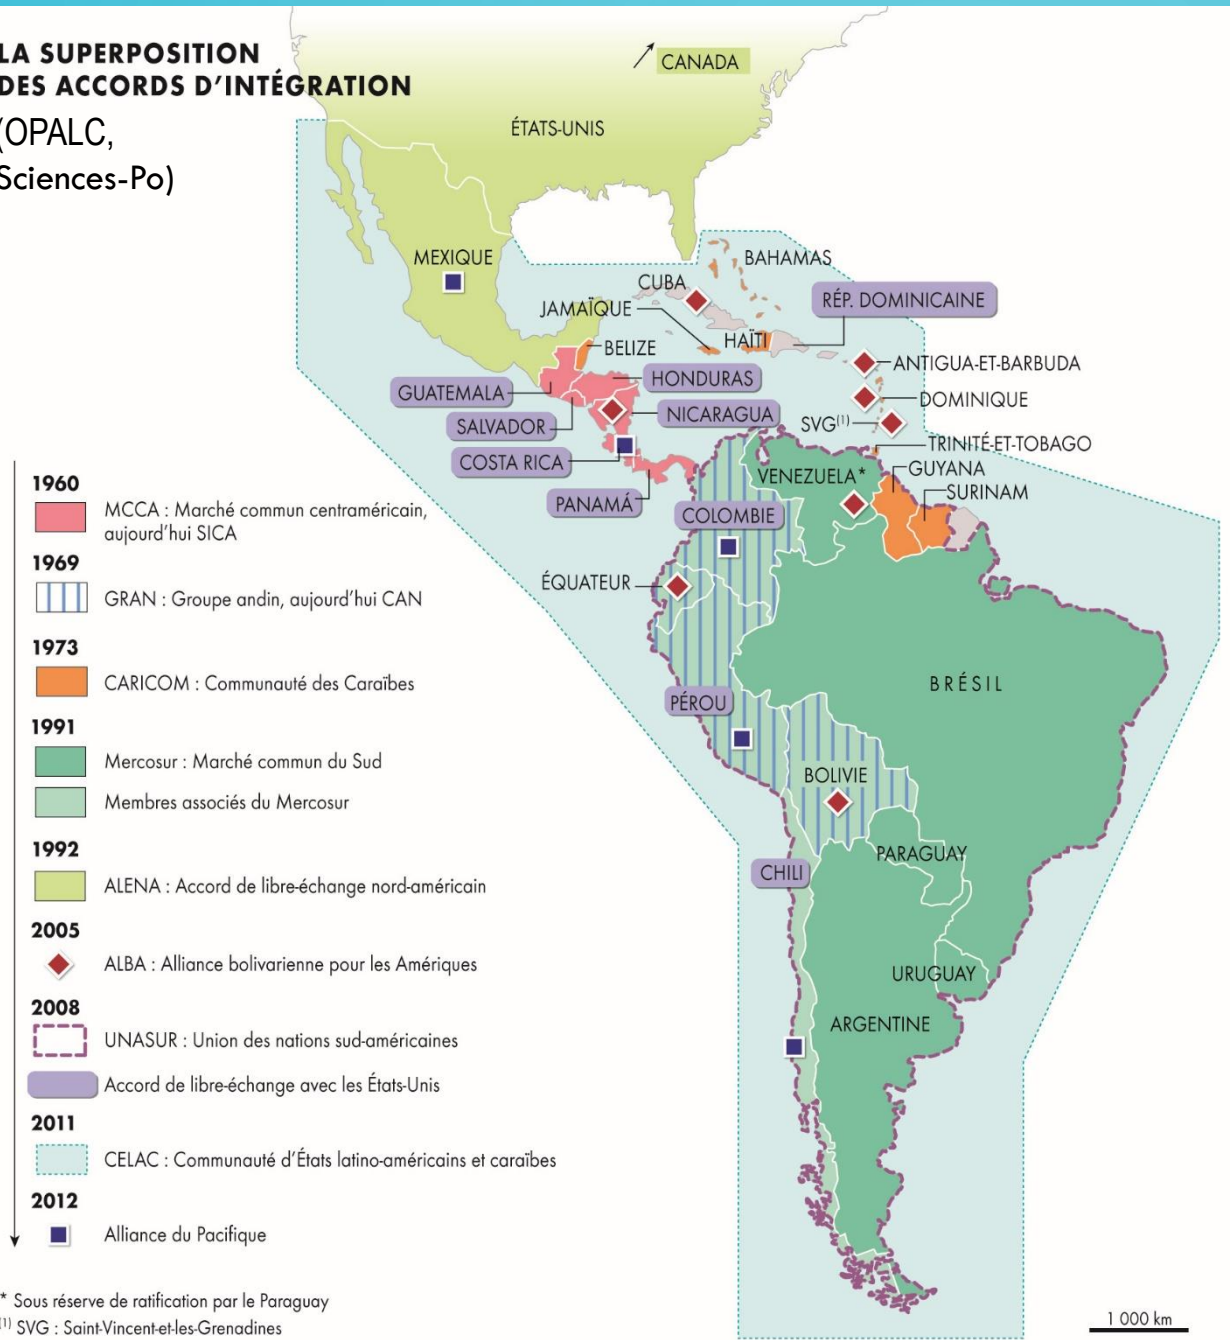 LA SUPERPOSITION
DES ACCORDS D'INTÉGRATION
(OPALC,
Sciences-Po)
CANADA
ÉTATS-UNIS
MEXIQUE
BAHAMAS
CUBA
RÉP. DOMINICAINE
JAMAÏQUE
HAÏTI
BELIZE
ANTIGUA-ET-BARBUDA
GUATEMALA
HONDURAS
DOMINIQUE
SALVADOR
NICARAGUA
SVG(1)
COSTA RICA
TRINITÉ-ET-TOBAGO
PANAMÁ
VENEZUELA*
GUYANA
SURINAM
COLOMBIE
ÉQUATEUR
BRÉSIL
PÉROU
BOLIVIE
PARAGUAY
CHILI
URUGUAY
ARGENTINE
1960
MCCA : Marché commun centraméricain,
aujourd'hui SICA
1969
GRAN : Groupe andin, aujourd'hui CAN
1973
CARICOM : Communauté des Caraïbes
1991
Mercosur : Marché commun du Sud
Membres associés du Mercosur
1992
ALENA : Accord de libre-échange nord-américain
2005
ALBA : Alliance bolivarienne pour les Amériques
2008
UNASUR : Union des nations sud-américaines
Accord de libre-échange avec les États-Unis
2011
CELAC : Communauté d'États latino-américains et caraïbes
2012
Alliance du Pacifique
* Sous réserve de ratification par le Paraguay
(1) SVG : Saint-Vincent-et-les-Grenadines
1 000 km